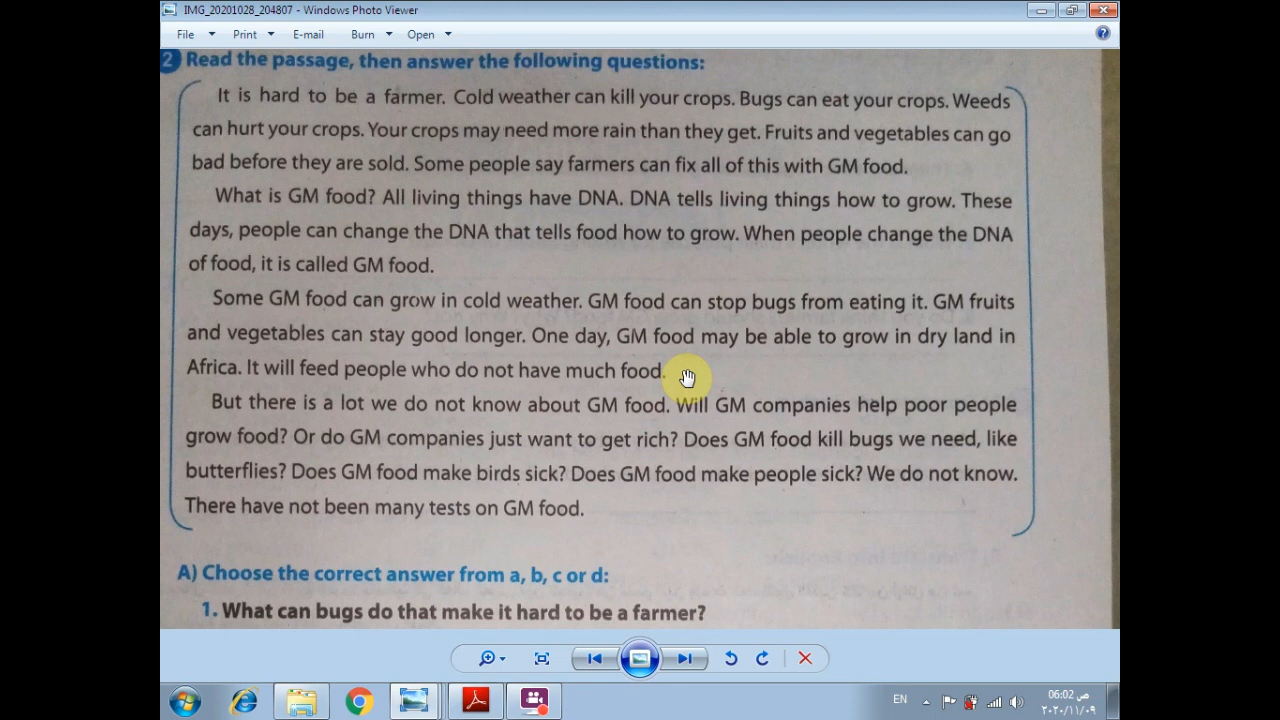 IMG_20201028_204807 - Windows Photo Viewer
File Print E-mail Burn Open
2 Read the passage, then answer the following questions:
It is hard to be a farmer. Cold weather can kill your crops. Bugs can eat your crops. Weeds
can hurt your crops. Your crops may need more rain than they get. Fruits and vegetables can go
bad before they are sold. Some people say farmers can fix all of this with GM food.
What is GM food? All living things have DNA. DNA tells living things how to grow. These
days, people can change the DNA that tells food how to grow. When people change the DNA
of food, it is called GM food.
Some GM food can grow in cold weather. GM food can stop bugs from eating it. GM fruits
and vegetables can stay good longer. One day, GM food may be able to grow in dry land in
Africa. It will feed people who do not have much food.
But there is a lot we do not know about GM food. Will GM companies help poor people
grow food? Or do GM companies just want to get rich? Does GM food kill bugs we need, like
butterflies? Does GM food make birds sick? Does GM food make people sick? We do not know.
There have not been many tests on GM food.
A) Choose the correct answer from a, b, c or d:
1. What can bugs do that make it hard to be a farmer?
EN
06:02 ص
٢٠٢٠/١١/٠٩